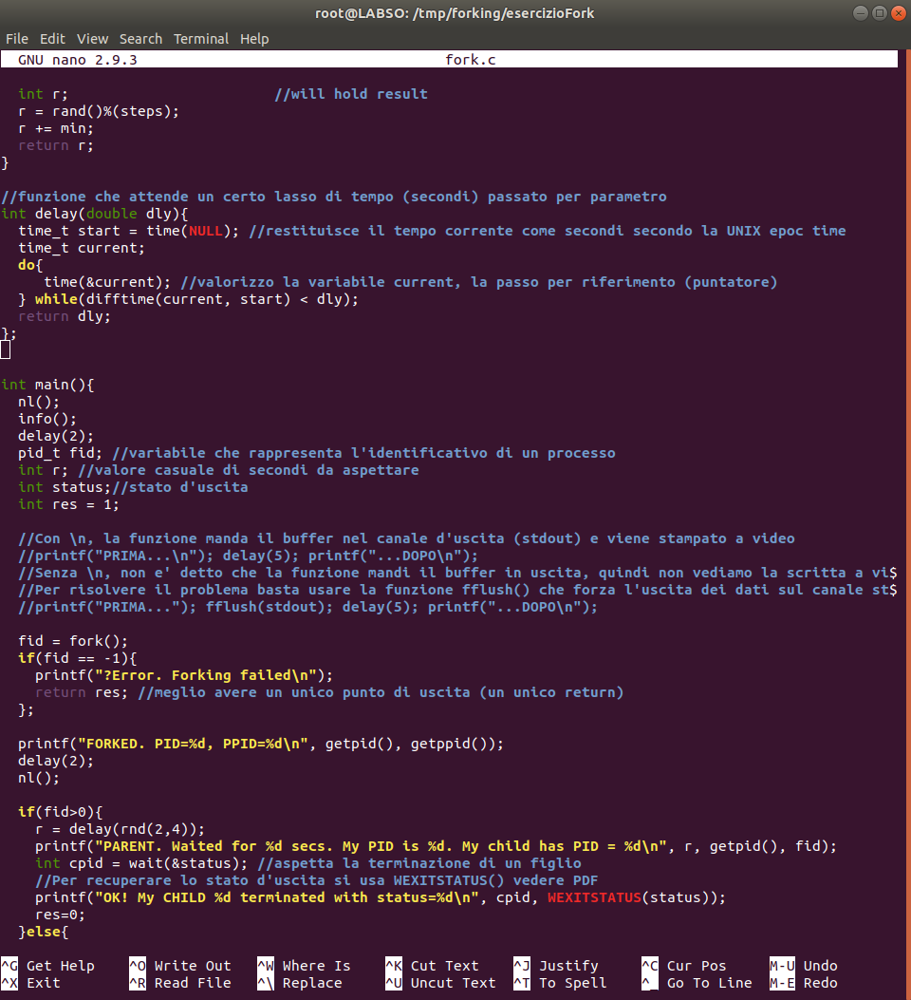 root@LABSO: /tmp/forking/esercizioFork
File Edit View Search Terminal Help
GNU nano 2.9.3 fork.c
int r; //will hold result
r = rand()%(steps);
r += min;
return r;
}
//funzione che attende un certo lasso di tempo (secondi) passato per parametro
int delay(double dly){
time_t start = time(NULL); //restituisce il tempo corrente come secondi secondo la UNIX epoc time
time_t current;
do{
time(&current); //valorizzo la variabile current, la passo per riferimento (puntatore)
} while(difftime(current, start) < dly);
return dly;
};
int main(){
nl();
info();
delay(2);
pid_t fid; //variabile che rappresenta l'identificativo di un processo
int r; //valore casuale di secondi da aspettare
int status;//stato d'uscita
int res = 1;
//Con \n, la funzione manda il buffer nel canale d'uscita (stdout) e viene stampato a video
//printf("PRIMA...\n"); delay(5); printf("...DOPO\n");
//Senza \n, non e' detto che la funzione mandi il buffer in uscita, quindi non vediamo la scritta a vi$
//Per risolvere il problema basta usare la funzione fflush() che forza l'uscita dei dati sul canale st$
//printf("PRIMA..."); fflush(stdout); delay(5); printf("...DOPO\n");
fid = fork();
if(fid == -1){
printf("?Error. Forking failed\n");
return res; //meglio avere un unico punto di uscita (un unico return)
};
printf("FORKED. PID=%d, PPID=%d\n", getpid(), getppid());
delay(2);
nl();
if(fid>0){
r = delay(rnd(2,4));
printf("PARENT. Waited for %d secs. My PID is %d. My child has PID = %d\n", r, getpid(), fid);
int cpid = wait(&status); //aspetta la terminazione di un figlio
//Per recuperare lo stato d'uscita si usa WEXITSTATUS() vedere PDF
printf("OK! My CHILD %d terminated with status=%d\n", cpid, WEXITSTATUS(status));
res=0;
}else{
^G Get Help ^O Write Out ^W Where Is ^K Cut Text ^J Justify ^C Cur Pos M-U Undo
^X Exit ^R Read File ^\ Replace ^U Uncut Text ^T To Spell ^_ Go To Line M-E Redo